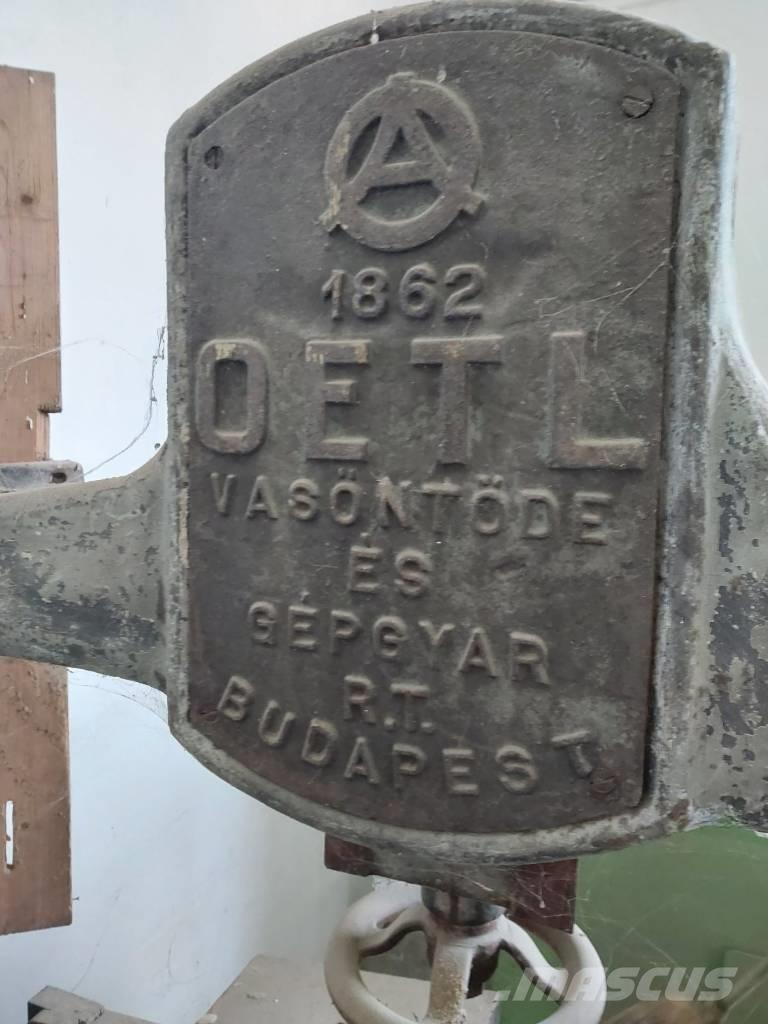 A
1862
OETL
VASÖNTÖDE
ÉS
GÉPGYAR
R.T.
BUDAPEST
MASCUS